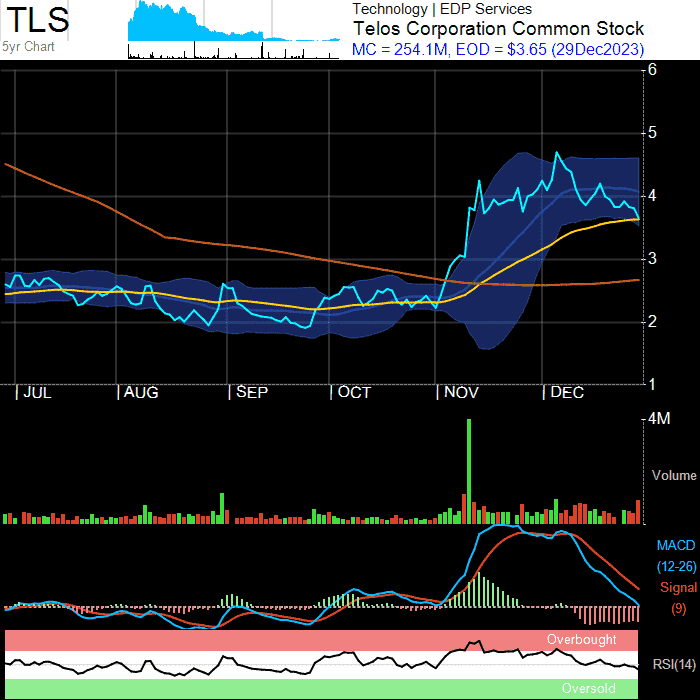 TLS
5yr Chart
Technology | EDP Services
Telos Corporation Common Stock
MC = 254.1M, EOD = $3.65 (29Dec2023)
6
5
4
3
2
1
JUL AUG SEP OCT NOV DEC
4M
Volume
MACD
(12-26)
Signal
(9)
Overbought
RSI(14)
Oversold